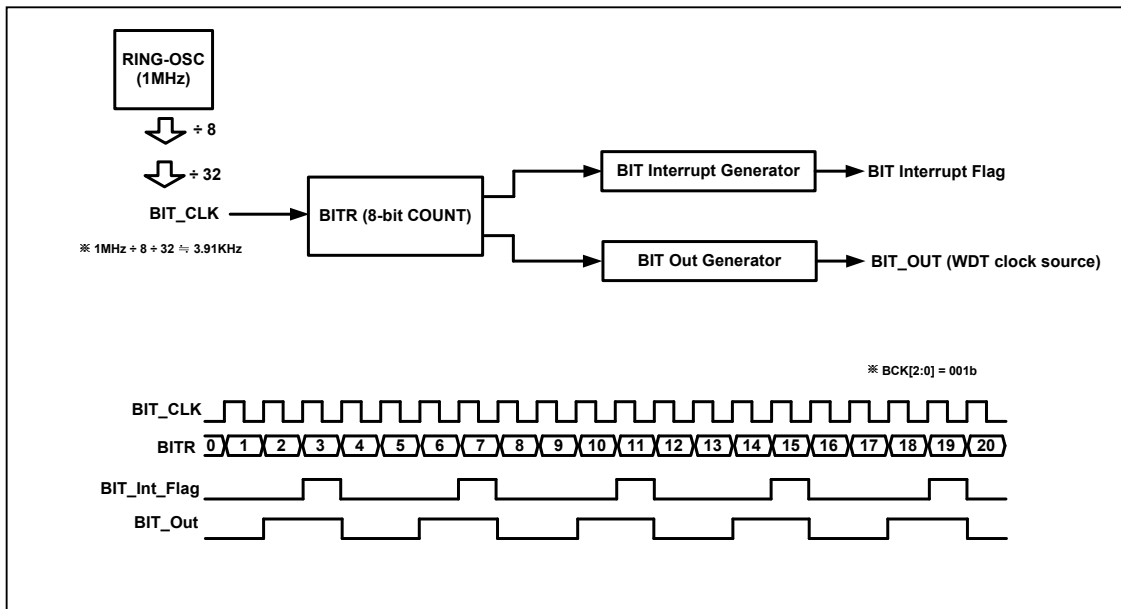 RING-OSC
(1MHz)
÷ 8
÷ 32
BIT_CLK
※ 1MHz ÷ 8 ÷ 32 ≒ 3.91KHz
BITR (8-bit COUNT)
BIT Interrupt Generator
BIT Interrupt Flag
BIT Out Generator
BIT_OUT (WDT clock source)
※ BCK[2:0] = 001b
BIT_CLK
BITR 0 1 2 3 4 5 6 7 8 9 10 11 12 13 14 15 16 17 18 19 20
BIT_Int_Flag
BIT_Out